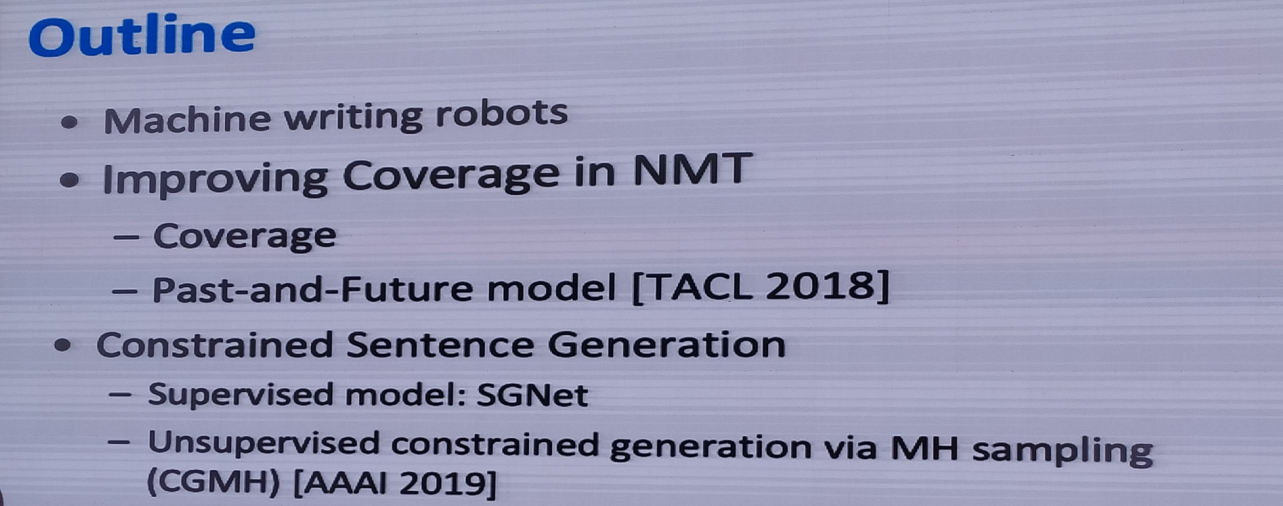 Outline
• Machine writing robots
• Improving Coverage in NMT
– Coverage
– Past-and-Future model [TACL 2018]
• Constrained Sentence Generation
– Supervised model: SGNet
– Unsupervised constrained generation via MH sampling
(CGMH) [AAAI 2019]